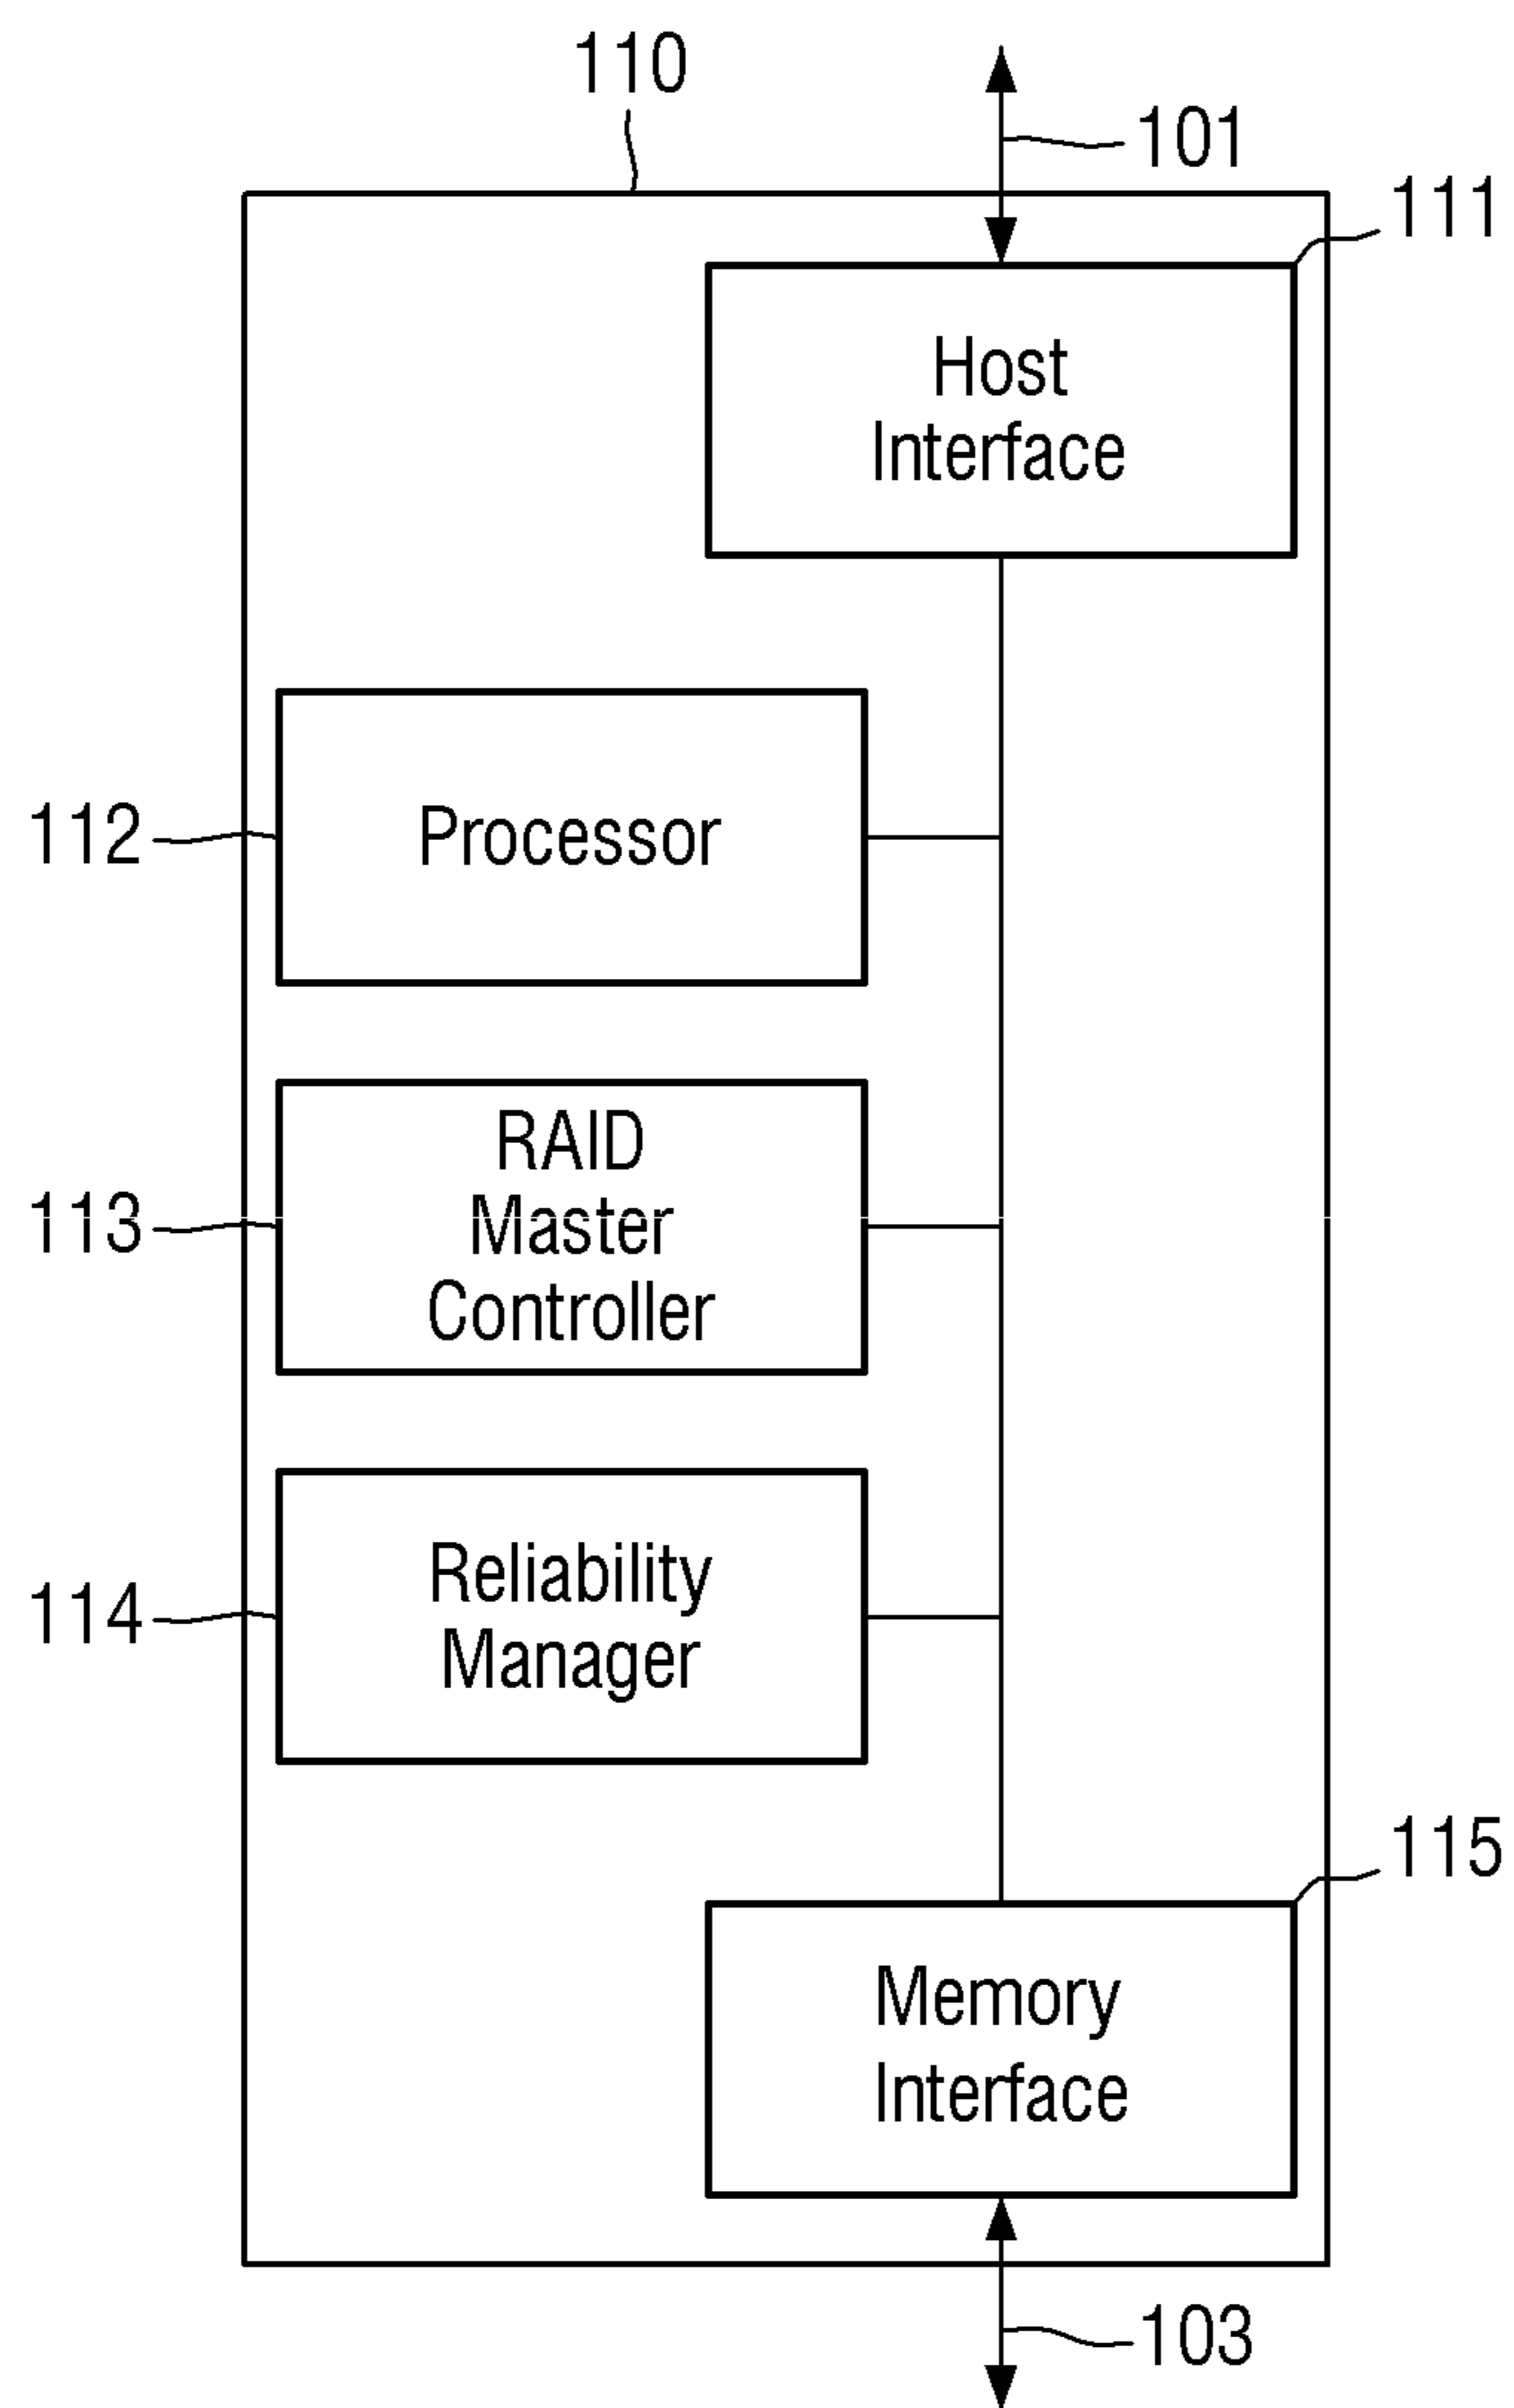 110
101
111
Host
Interface
112
Processor
113
RAID
Master
Controller
114
Reliability
Manager
115
Memory
Interface
103